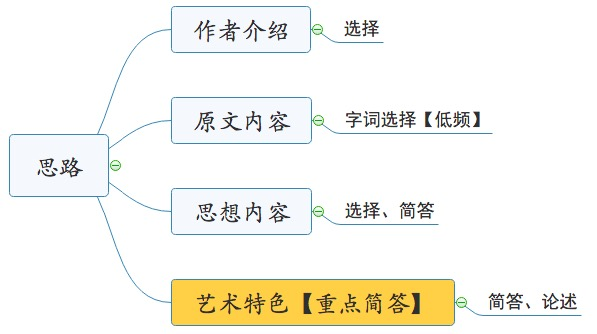 思路
作者介绍
选择
原文内容
字词选择【低频】
思想内容
选择、简答
艺术特色【重点简答】
简答、论述